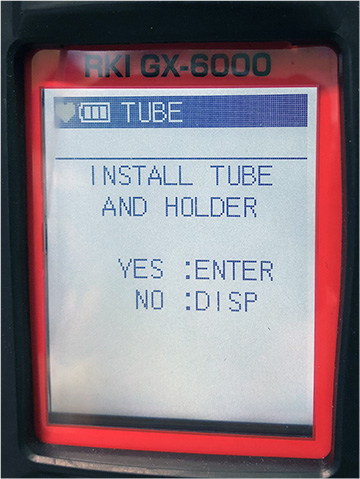 RKI GX-6000
TUBE
INSTALL TUBE
AND HOLDER
YES :ENTER
NO :DISP